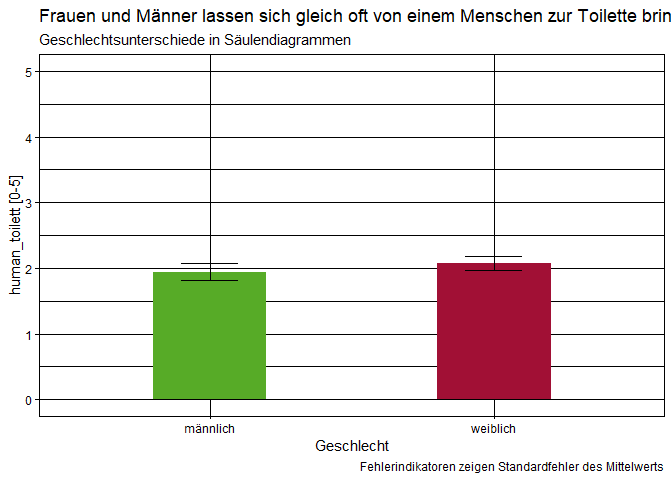 Frauen und Männer lassen sich gleich oft von einem Menschen zur Toilette brin
Geschlechtsunterschiede in Säulendiagrammen
5
4
3
2
1
0
human_toilett [0-5]
männlich
weiblich
Geschlecht
Fehlerindikatoren zeigen Standardfehler des Mittelwerts